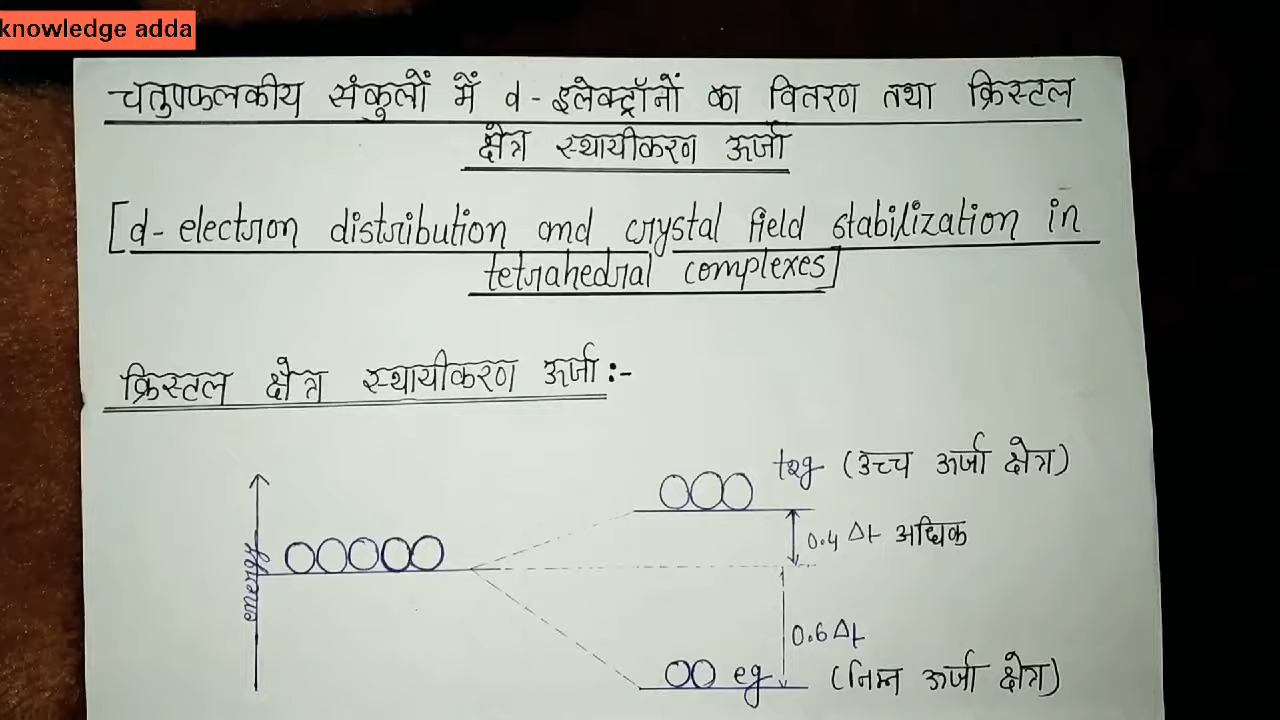 knowledge adda
चतुष्फलकीय संकुलों में d - इलेक्ट्रॉनों का वितरण तथा क्रिस्टल
क्षेत्र स्थायीकरण ऊर्जा
[d- electron distribution and crystal field stabilization in
tetrahedral complexes]
क्रिस्टल क्षेत्र स्थायीकरण ऊर्जा :-
t2g (उच्च ऊर्जा क्षेत्र)
0.4 Δt अधिक
energy
0.6 Δt
eg (निम्न ऊर्जा क्षेत्र)